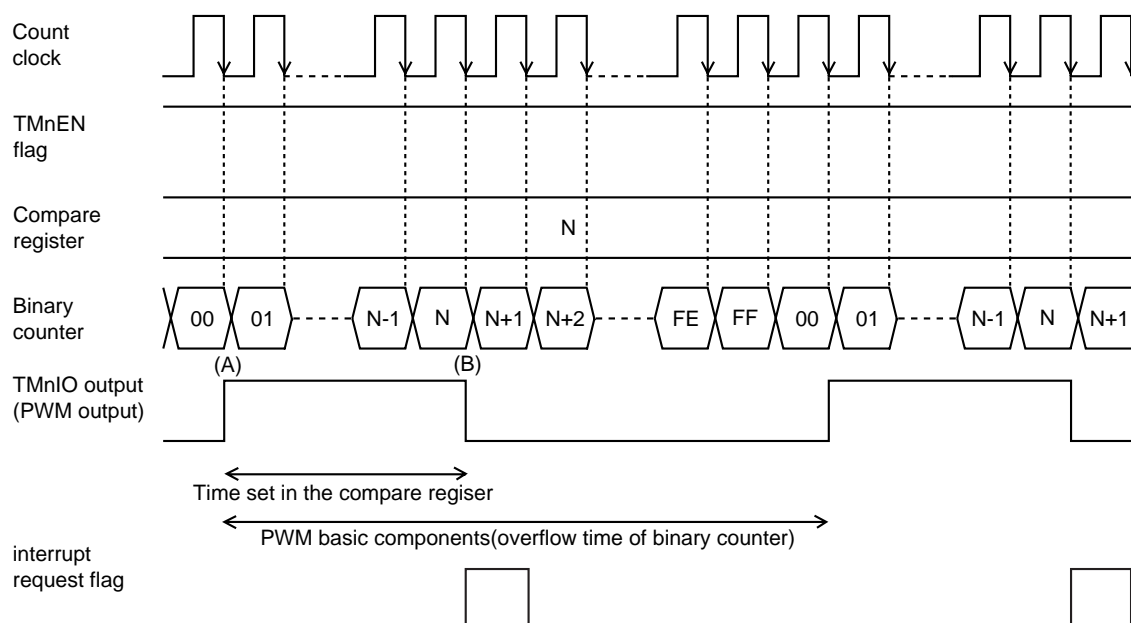 Count
clock
TMnEN
flag
Compare
register
N
Binary
counter
00 01 N-1 N N+1 N+2 FE FF 00 01 N-1 N N+1
(A) (B)
TMnIO output
(PWM output)
Time set in the compare regiser
PWM basic components(overflow time of binary counter)
interrupt
request flag